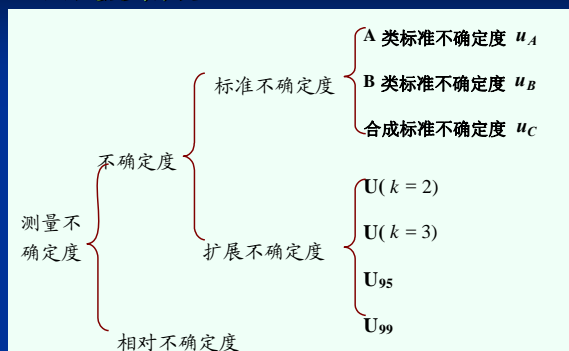 A 类标准不确定度 uA
标准不确定度
B 类标准不确定度 uB
合成标准不确定度 uC
不确定度
U( k = 2)
测量不
确定度
U( k = 3)
扩展不确定度
U95
U99
相对不确定度